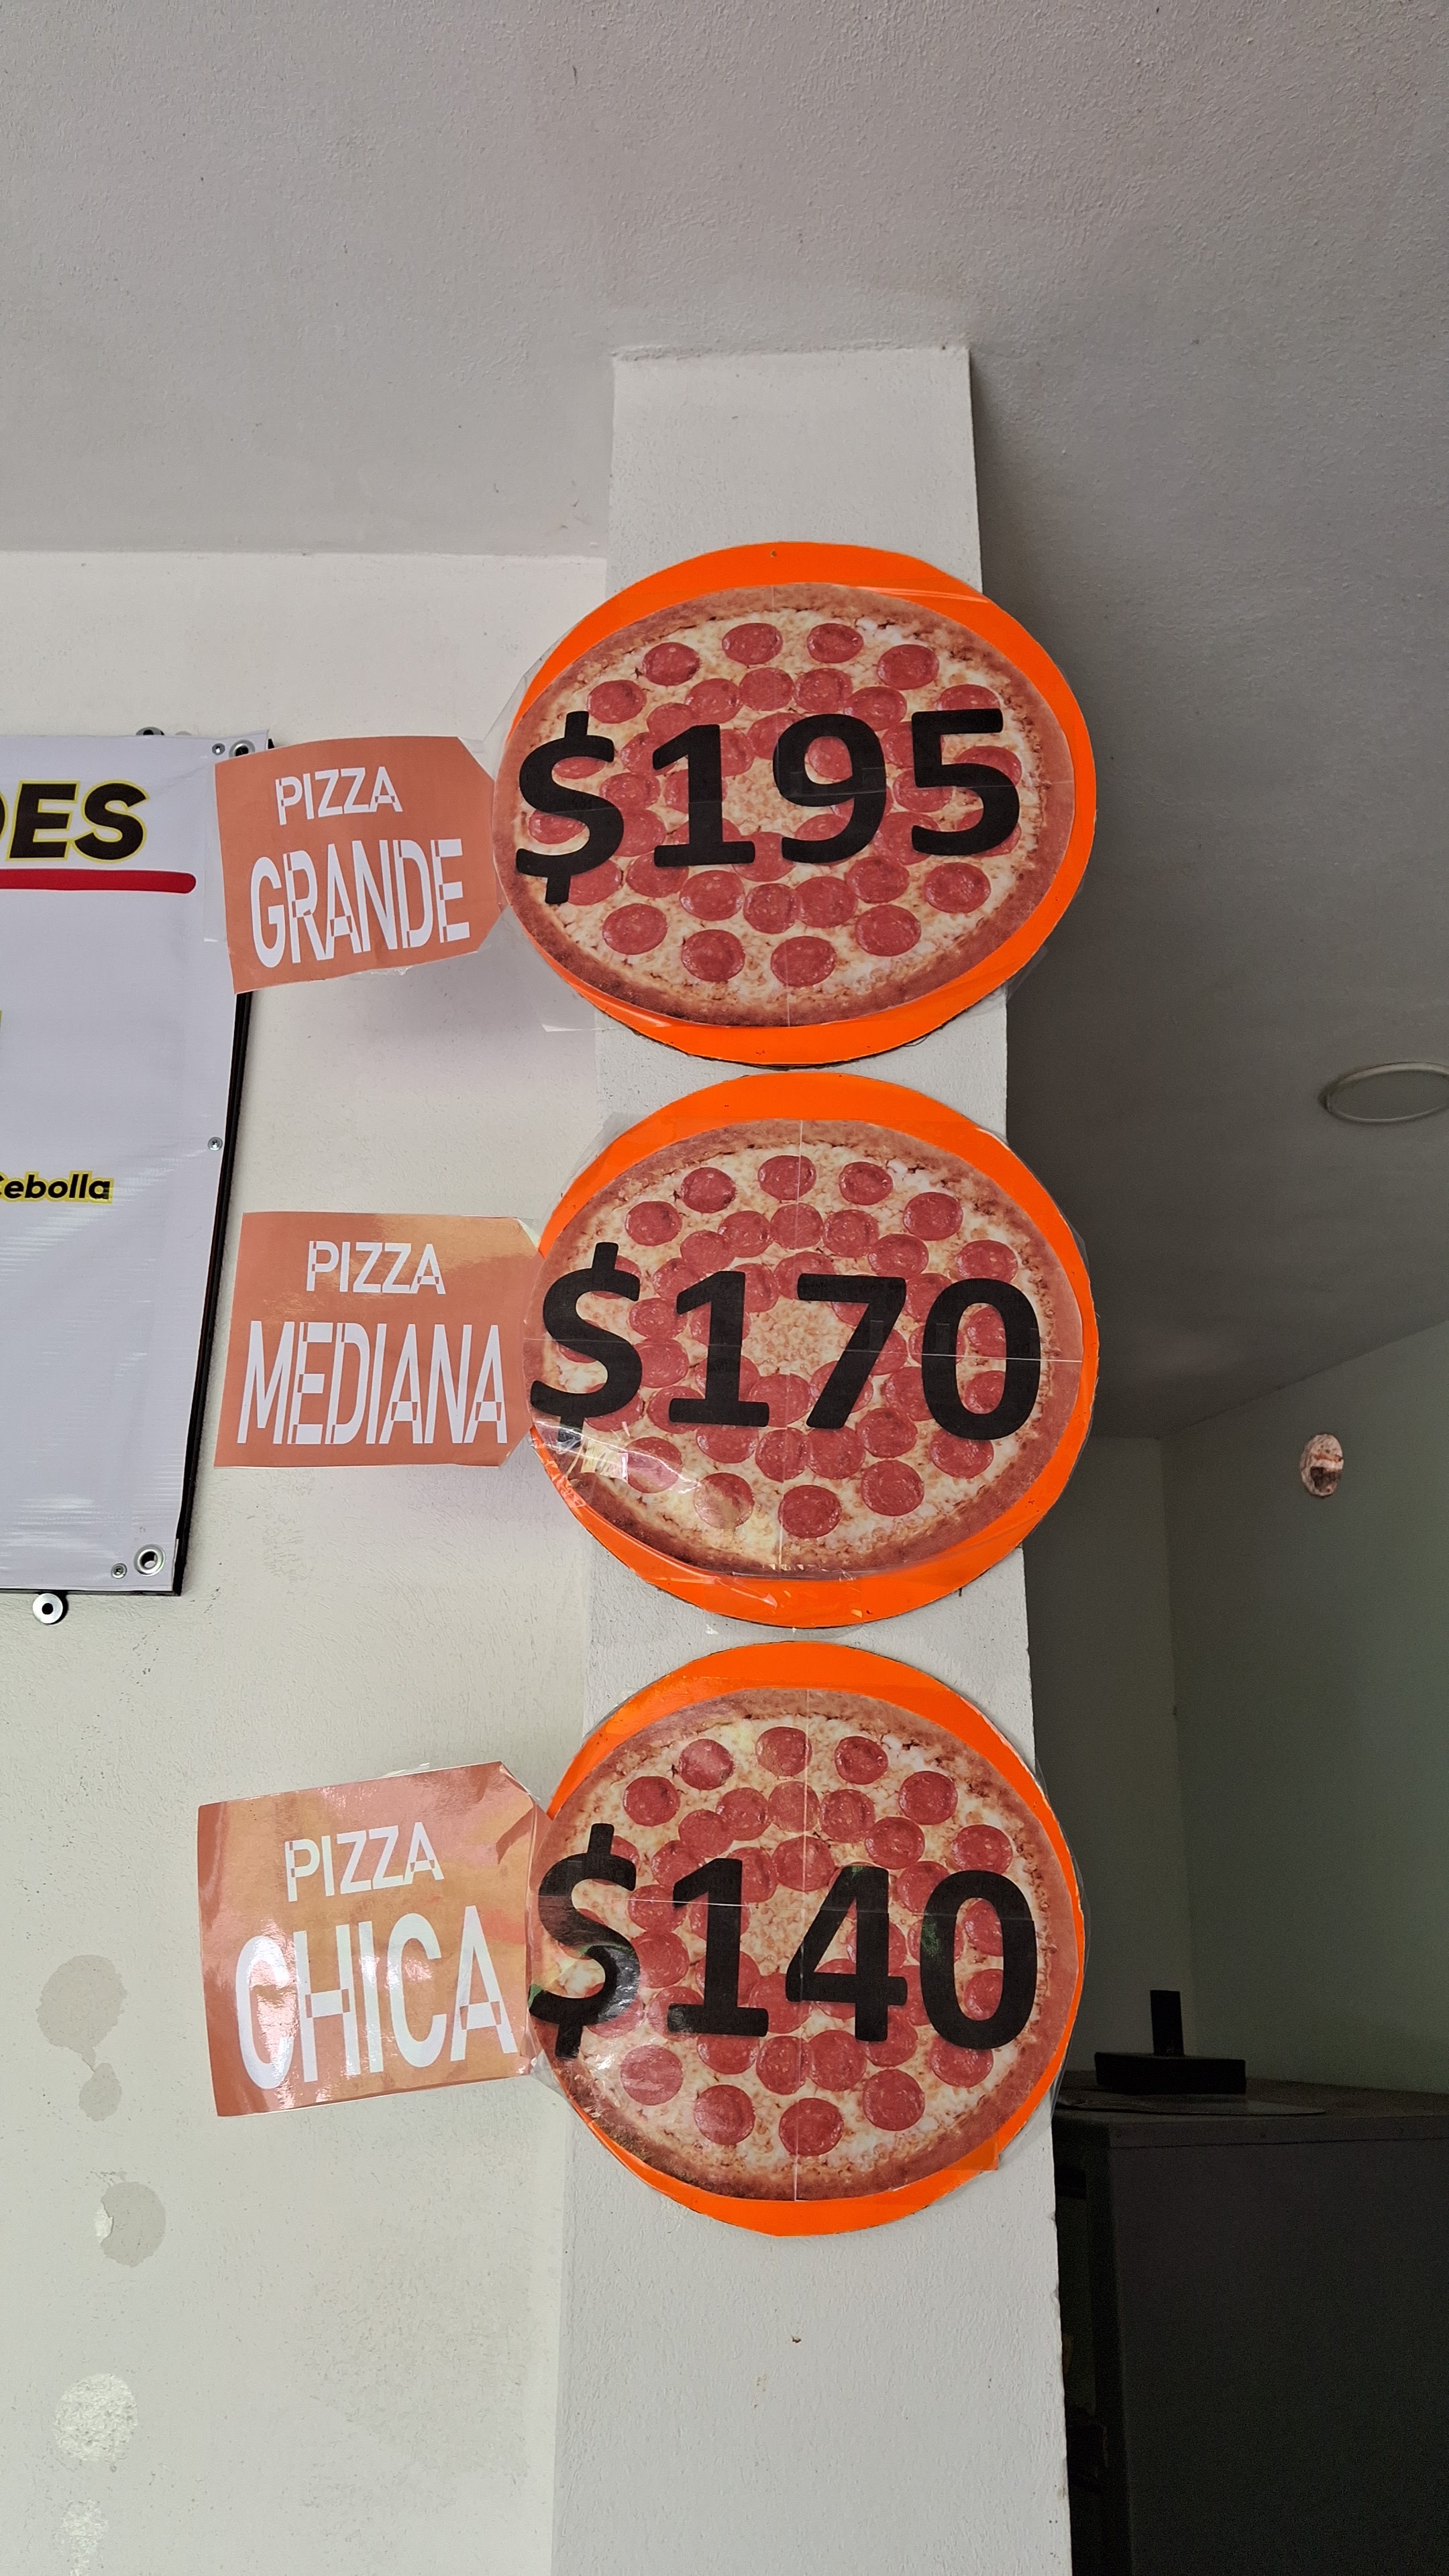 DES
Cebolla
PIZZA
GRANDE
$195
PIZZA
MEDIANA
$170
PIZZA
CHICA
$140